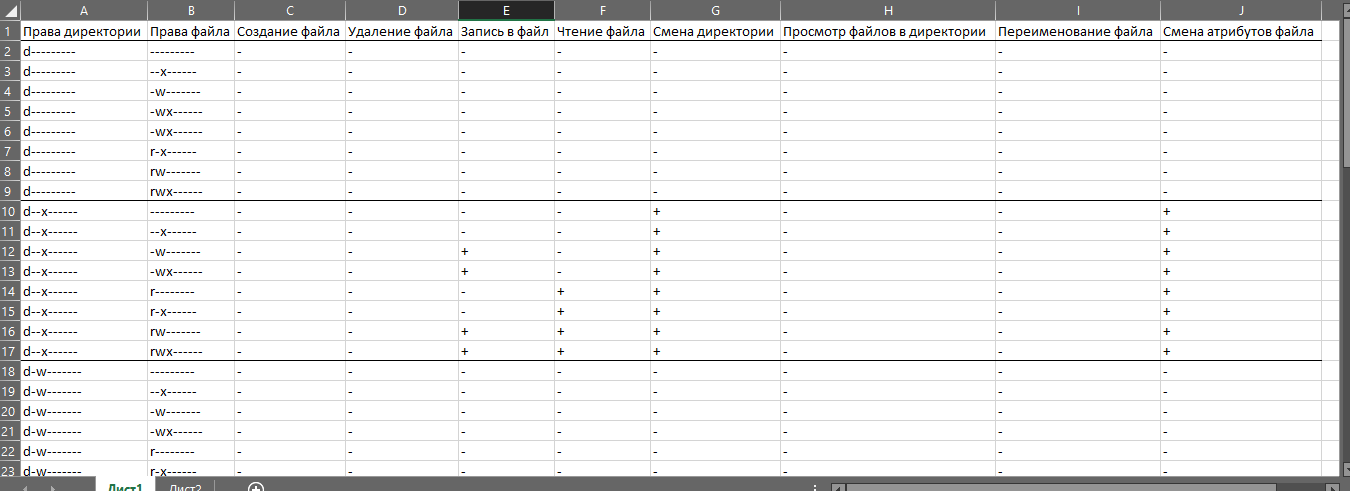 A B C D E F G H I J
1 Права директории Права файла Создание файла Удаление файла Запись в файл Чтение файла Смена директории Просмотр файлов в директории Переименование файла Смена атрибутов файла
2 d--------- --------- - - - - - - - -
3 d--------- --x------ - - - - - - - -
4 d--------- -w------- - - - - - - - -
5 d--------- -wx------ - - - - - - - -
6 d--------- -wx------ - - - - - - - -
7 d--------- r-x------ - - - - - - - -
8 d--------- rw------- - - - - - - - -
9 d--------- rwx------ - - - - - - - -
10 d--x------ --------- - - - - + - - +
11 d--x------ --x------ - - - - + - - +
12 d--x------ -w------- - - + - + - - +
13 d--x------ -wx------ - - + - + - - +
14 d--x------ r-------- - - - + + - - +
15 d--x------ r-x------ - - - + + - - +
16 d--x------ rw------- - - + + + - - +
17 d--x------ rwx------ - - + + + - - +
18 d-w------- --------- - - - - - - - -
19 d-w------- --x------ - - - - - - - -
20 d-w------- -w------- - - - - - - - -
21 d-w------- -wx------ - - - - - - - -
22 d-w------- r-------- - - - - - - - -
23 d-w------- r-x------ - - - - - - - -
Лист1 Лист2